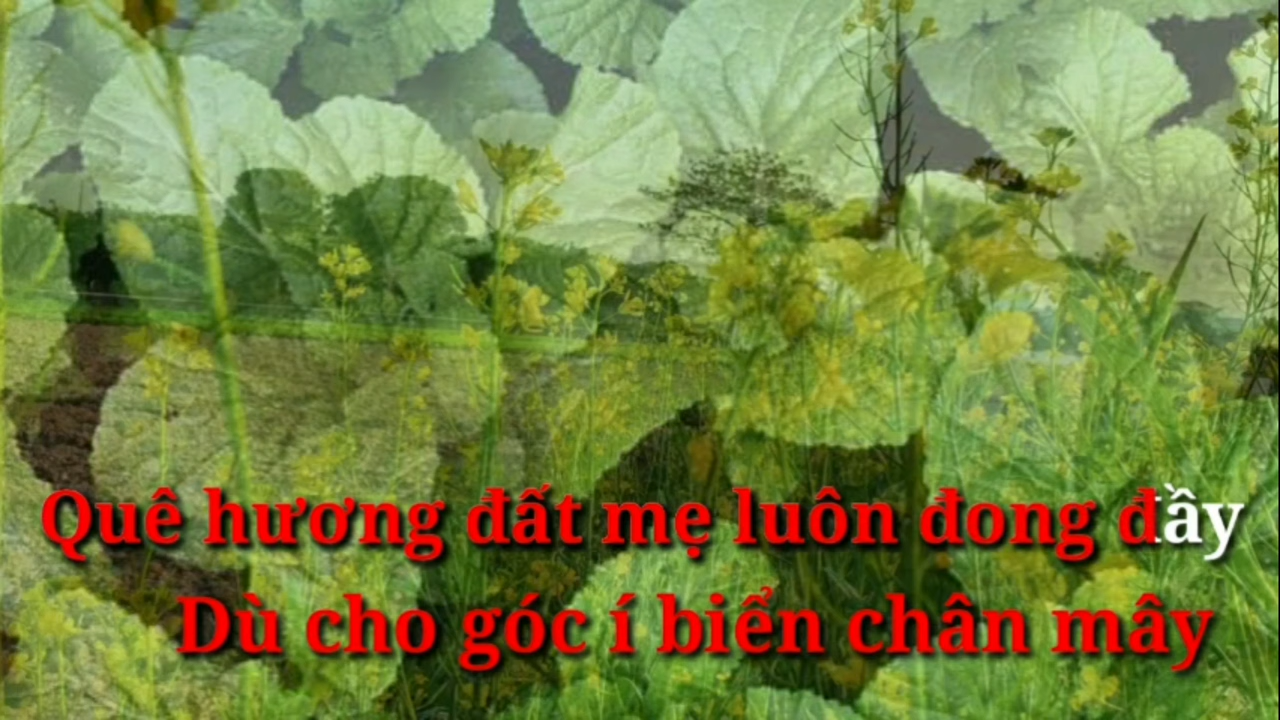 Quê hương đất mẹ luôn đong đầy
Dù cho góc í biển chân mây